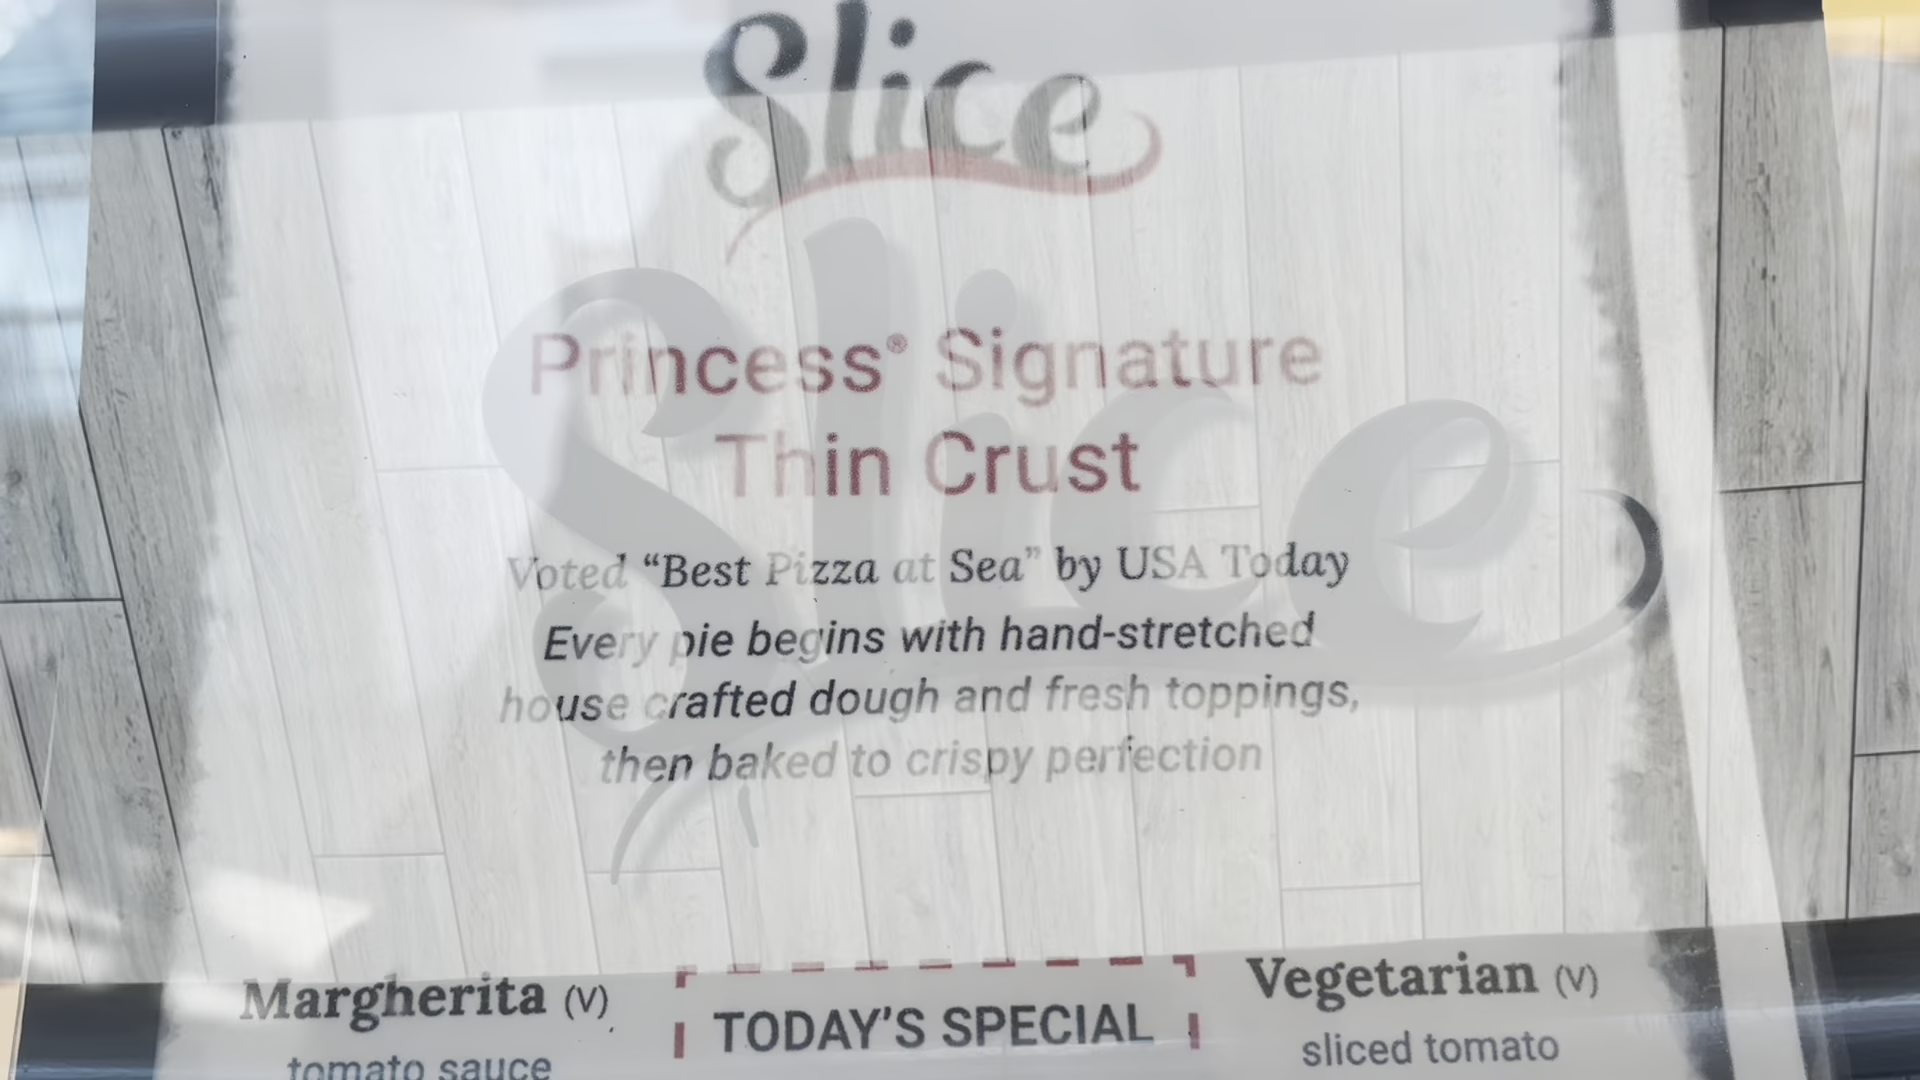 Slice
Slice
Princess® Signature
Thin Crust
Voted “Best Pizza at Sea” by USA Today
Every pie begins with hand-stretched
house crafted dough and fresh toppings,
then baked to crispy perfection
Margherita (V)
tomato sauce
TODAY’S SPECIAL
Vegetarian (V)
sliced tomato